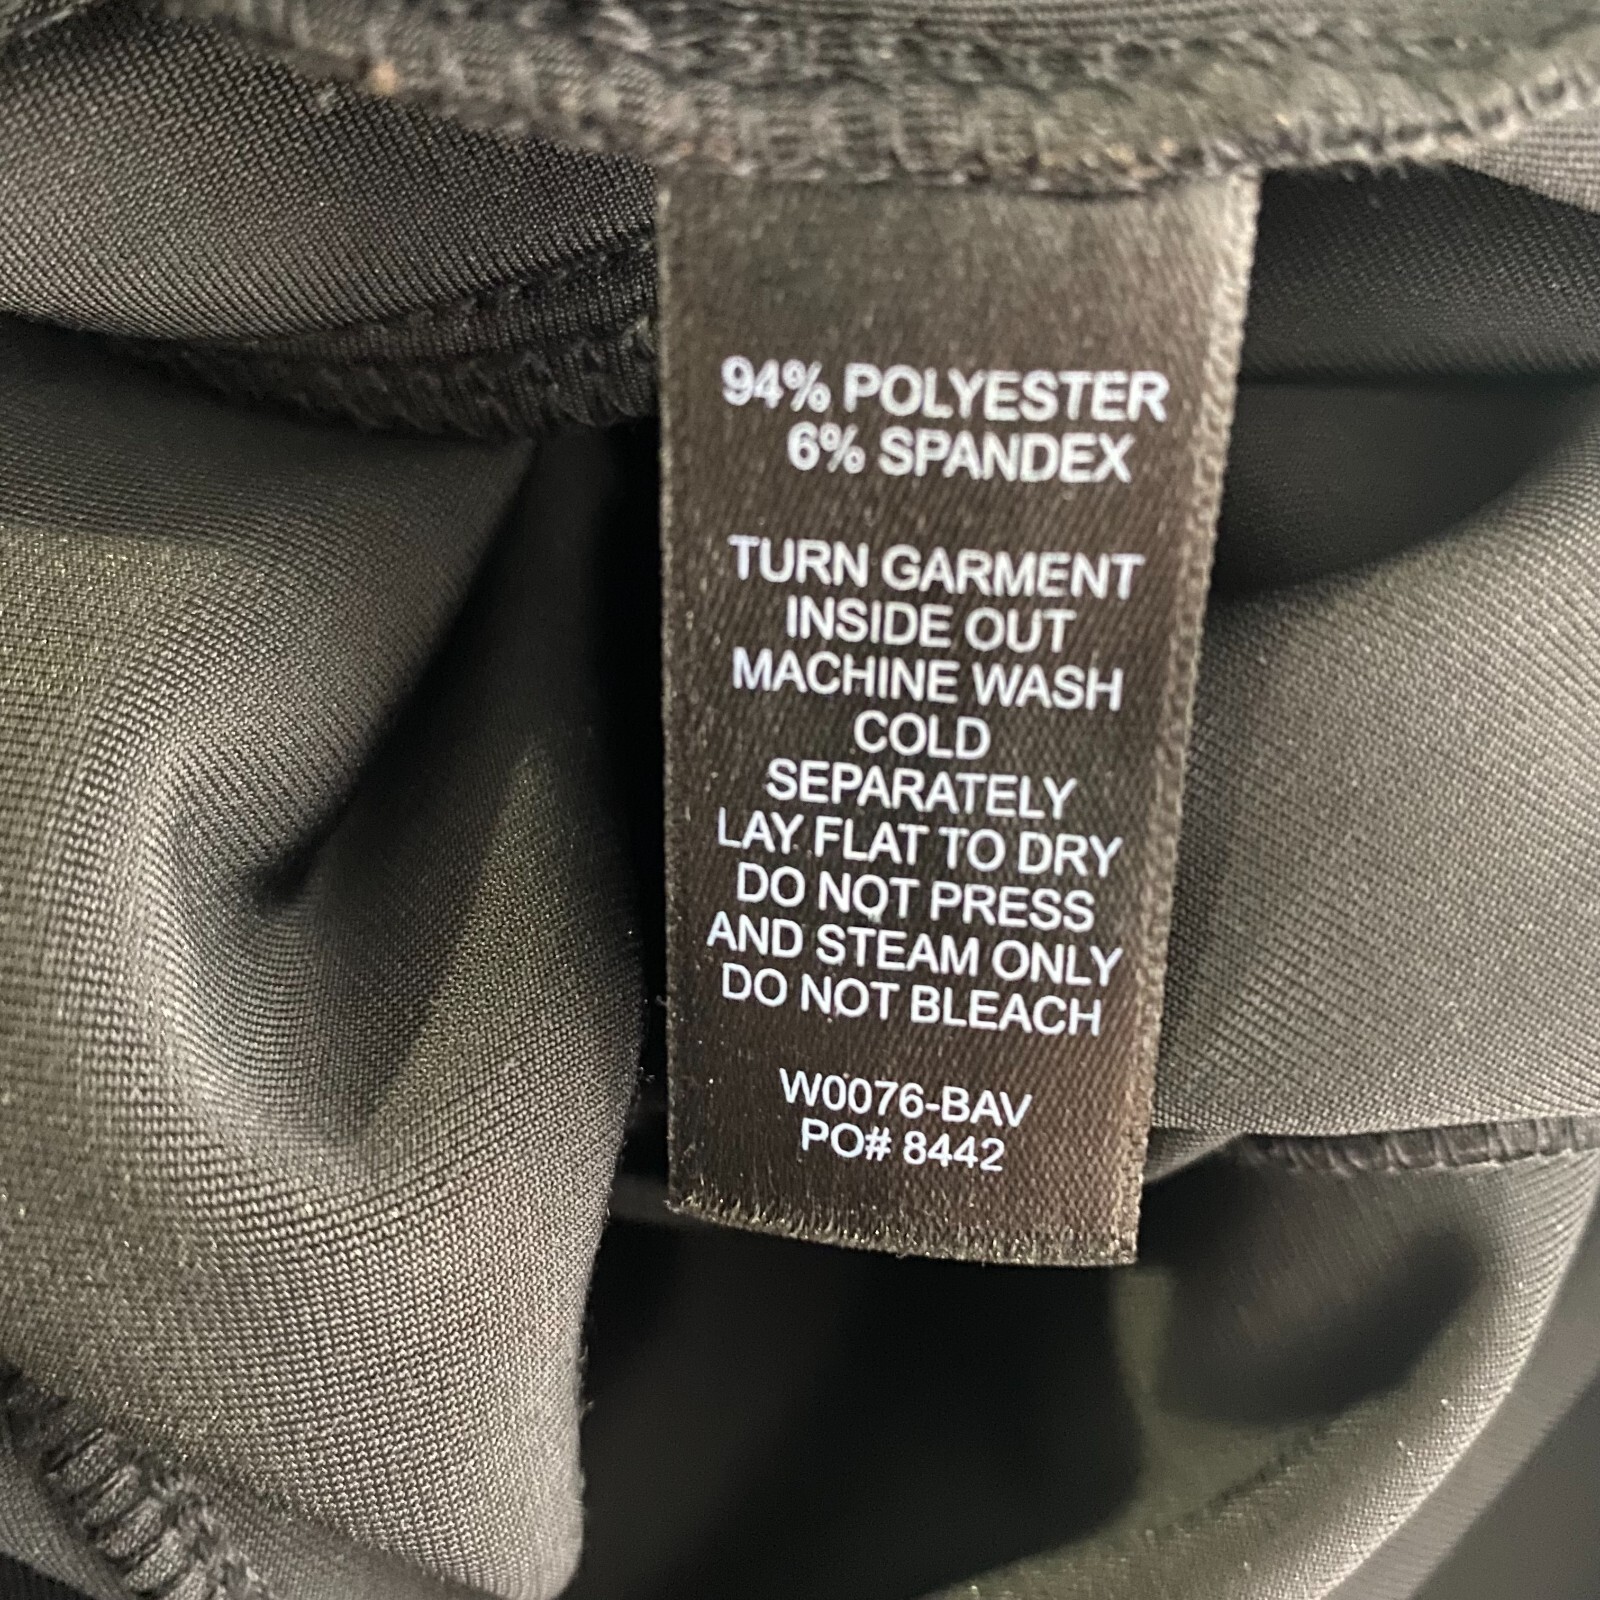 94% POLYESTER
6% SPANDEX
TURN GARMENT
INSIDE OUT
MACHINE WASH
COLD
SEPARATELY
LAY FLAT TO DRY
DO NOT PRESS
AND STEAM ONLY
DO NOT BLEACH
W0076-BAV
PO# 8442